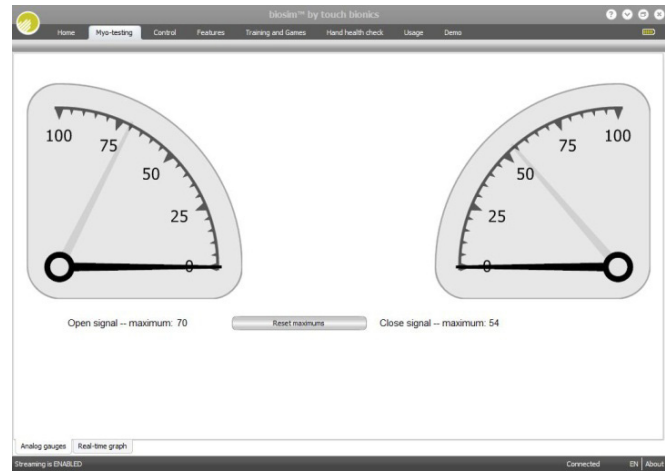 biosim™ by touch bionics
Home Myo-testing Control Features Training and Games Hand health check Usage Demo
100 75 50 25 0
100 75 50 25 0
Open signal -- maximum: 70 Reset maximums Close signal -- maximum: 54
Analog gauges Real-time graph
Streaming is ENABLED Connected EN About